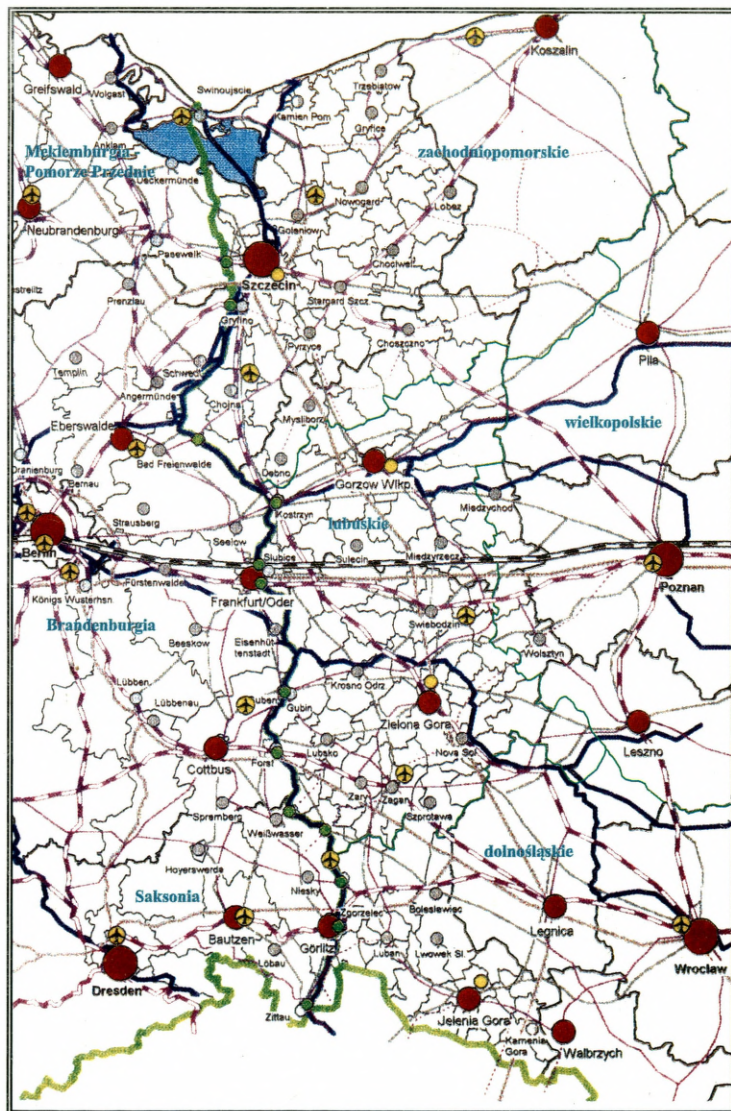 Koszalin
Greifswald
Wolgast
Swinoujscie
Trzebiatow
Kamien Pom
Gryfice
Anklam
Meklemburgia
Pomorze Przednie
zachodniopomorskie
Ueckermünde
Nowogard
Lobez
Neubrandenburg
Goleniow
Pasewalk
Chociwel
Szczecin
Prenzlau
Stargard Szcz.
Gryfino
Pyrzyce
Choszczno
Pila
Templin
Schwedt
Angermünde
Chojna
Mysliborz
wielkopolskie
Eberswalde
Bad Freienwalde
Debno
Gorzow Wlkp.
Oranienburg
Bernau
Miedzychod
Strausberg
Kostrzyn
lubuskie
Seelow
Berlin
Slubice
Sulecin
Miedzyrzecz
Fürstenwalde
Frankfurt/Oder
Poznan
Königs Wusterhsn.
Swiebodzin
Brandenburgia
Beeskow
Eisenhüt
tenstadt
Wolsztyn
Lübben
Krosno Odrz
Lübbenau
Guben
Gubin
Zielona Gora
Leszno
Cottbus
Forst
Lubsko
Nova Sol
Zary
Zagan
Spremberg
Weißwasser
Szprotawa
Hoyerswerde
dolnośląskie
Niesky
Saksonia
Boleslawiec
Zgorzelec
Legnica
Bautzen
Görlitz
Löbau
Luban
Lwowek Sl.
Wroclaw
Dresden
Zittau
Jelenia Gora
Kamenia
Gora
Walbrzych